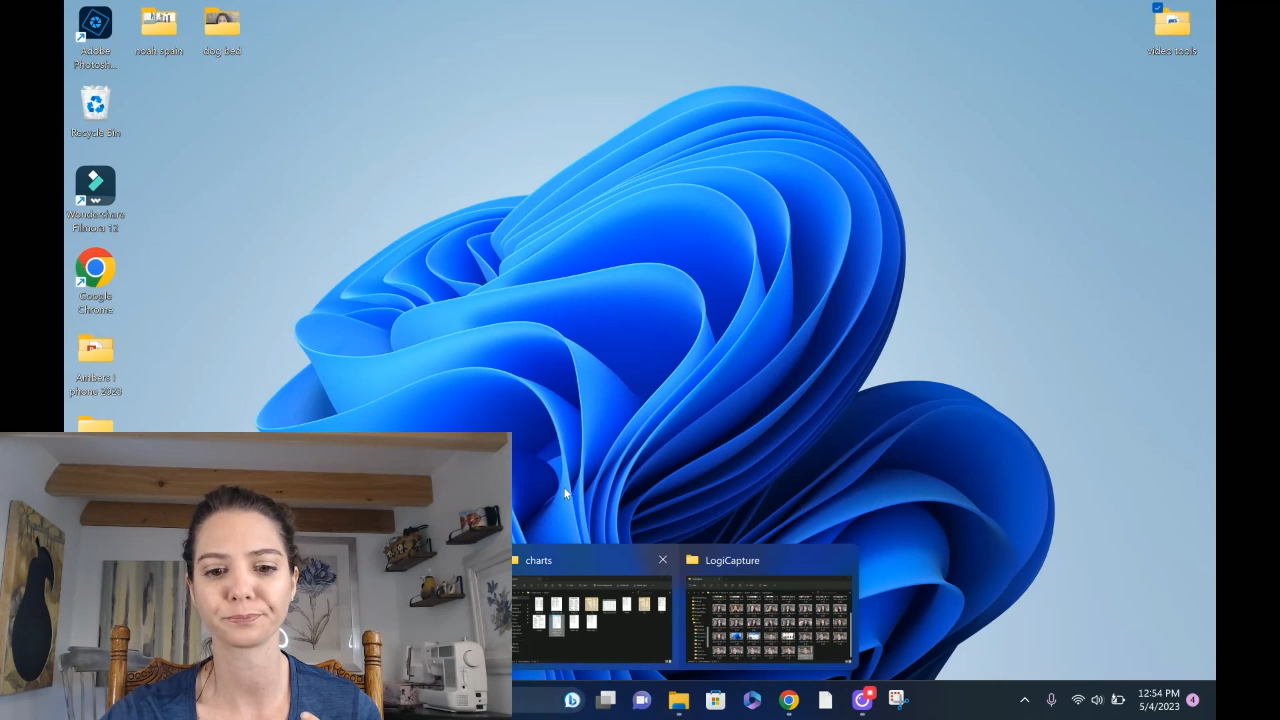 Adobe
Photosh...
noah spain
dog bed
video tools
Recycle Bin
Wondershare
Filmora 12
Google
Chrome
Ambers I
phone 2023
charts
LogiCapture
12:54 PM
5/4/2023
4